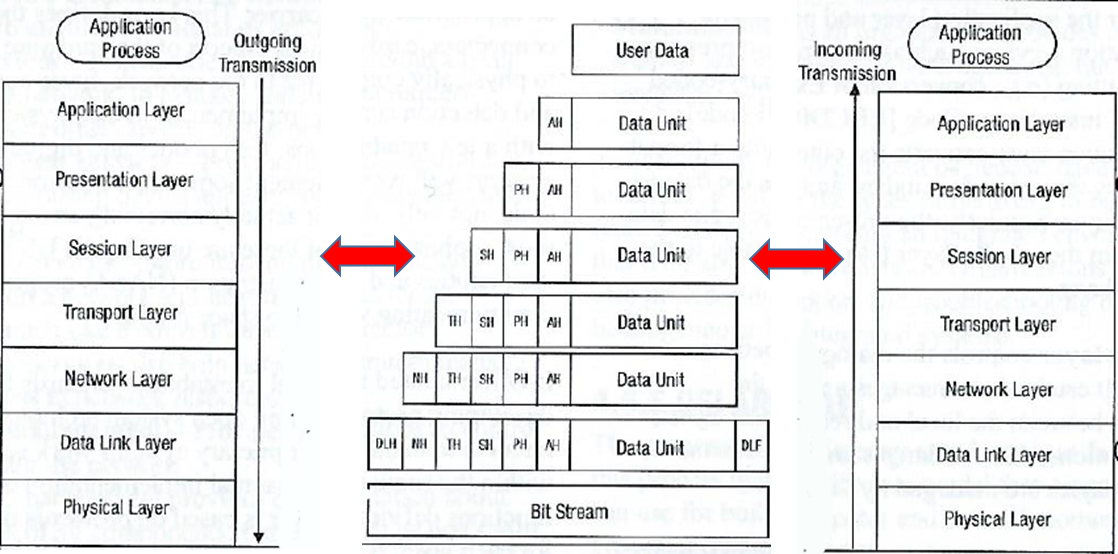 Application
Process
Outgoing
Transmission
Application Layer
Presentation Layer
Session Layer
Transport Layer
Network Layer
Data Link Layer
Physical Layer
User Data
AH Data Unit
PH AH Data Unit
SH PH AH Data Unit
TH SH PH AH Data Unit
NH TH SH PH AH Data Unit
DLH NH TH SH PH AH Data Unit DLF
Bit Stream
Incoming
Transmission
Application
Process
Application Layer
Presentation Layer
Session Layer
Transport Layer
Network Layer
Data Link Layer
Physical Layer